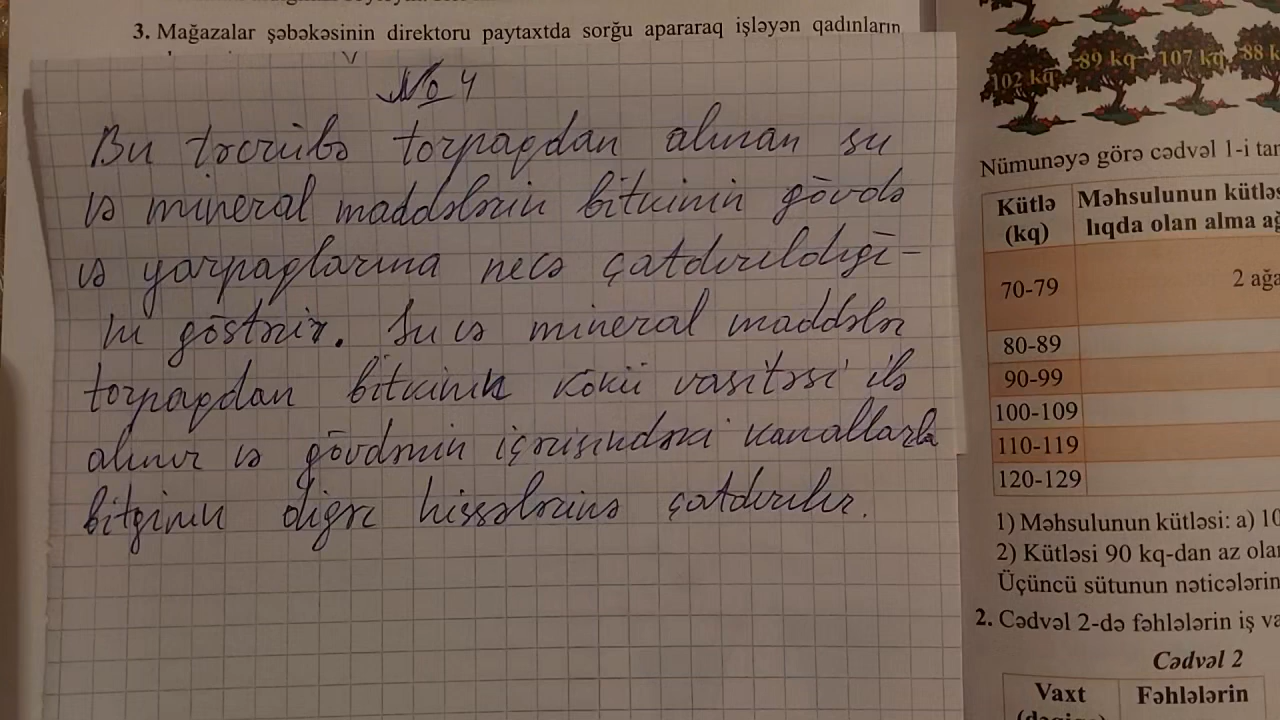 3. Mağazalar şəbəkəsinin direktoru paytaxtda sorğu apararaq işləyən qadınların
№ 4
Bu təcrübə torpaqdan alınan su
və mineral maddələrin bitkinin gövdə
və yarpaqlarına necə çatdırıldığı-
nı göstərir. Su və mineral maddələr
torpaqdan bitkinin kökü vasitəsi ilə
alınır və gövdənin içərisindəki kanallarla
bitginin digər hissələrinə çatdırılır.
102 kq
89 kq
107 kq
88 k
Nümunəyə görə cədvəl 1-i tar
Kütlə
(kq)
Məhsulunun kütləs
lıqda olan alma ağ
70-79
2 ağa
80-89
90-99
100-109
110-119
120-129
1) Məhsulunun kütləsi: a) 10
2) Kütləsi 90 kq-dan az olan
Üçüncü sütunun nəticələrin
2. Cədvəl 2-də fəhlələrin iş va
Cədvəl 2
Vaxt
Fəhlələrin